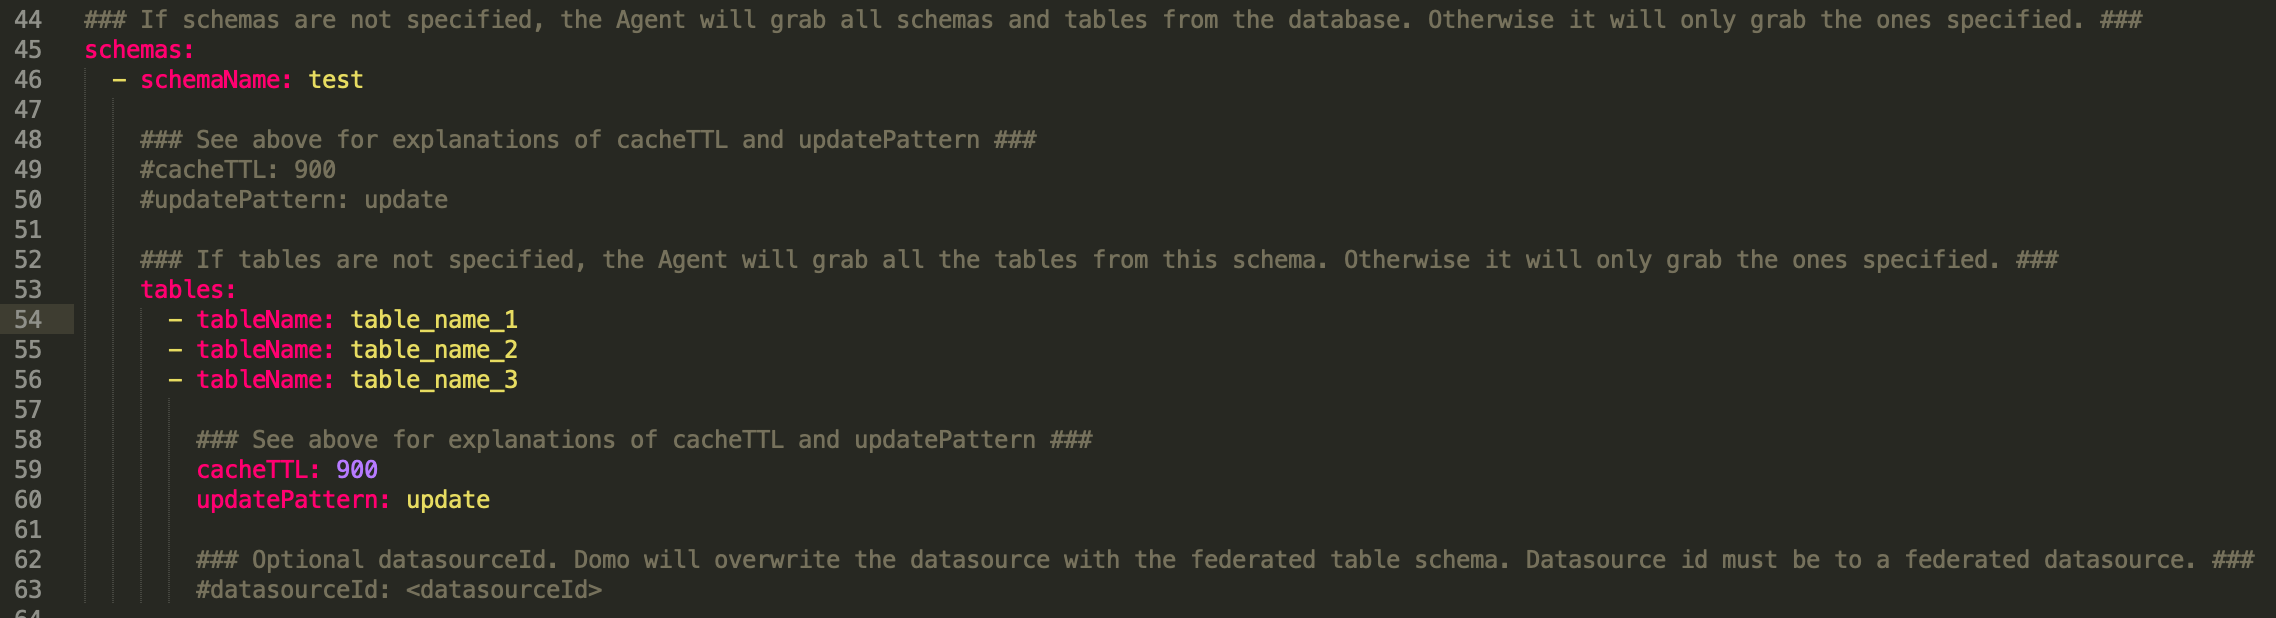 44 ### If schemas are not specified, the Agent will grab all schemas and tables from the database. Otherwise it will only grab the ones specified. ###
45 schemas:
46 - schemaName: test
47
48 ### See above for explanations of cacheTTL and updatePattern ###
49 #cacheTTL: 900
50 #updatePattern: update
51
52 ### If tables are not specified, the Agent will grab all the tables from this schema. Otherwise it will only grab the ones specified. ###
53 tables:
54 - tableName: table_name_1
55 - tableName: table_name_2
56 - tableName: table_name_3
57
58 ### See above for explanations of cacheTTL and updatePattern ###
59 cacheTTL: 900
60 updatePattern: update
61
62 ### Optional datasourceId. Domo will overwrite the datasource with the federated table schema. Datasource id must be to a federated datasource. ###
63 #datasourceId: <datasourceId>
64